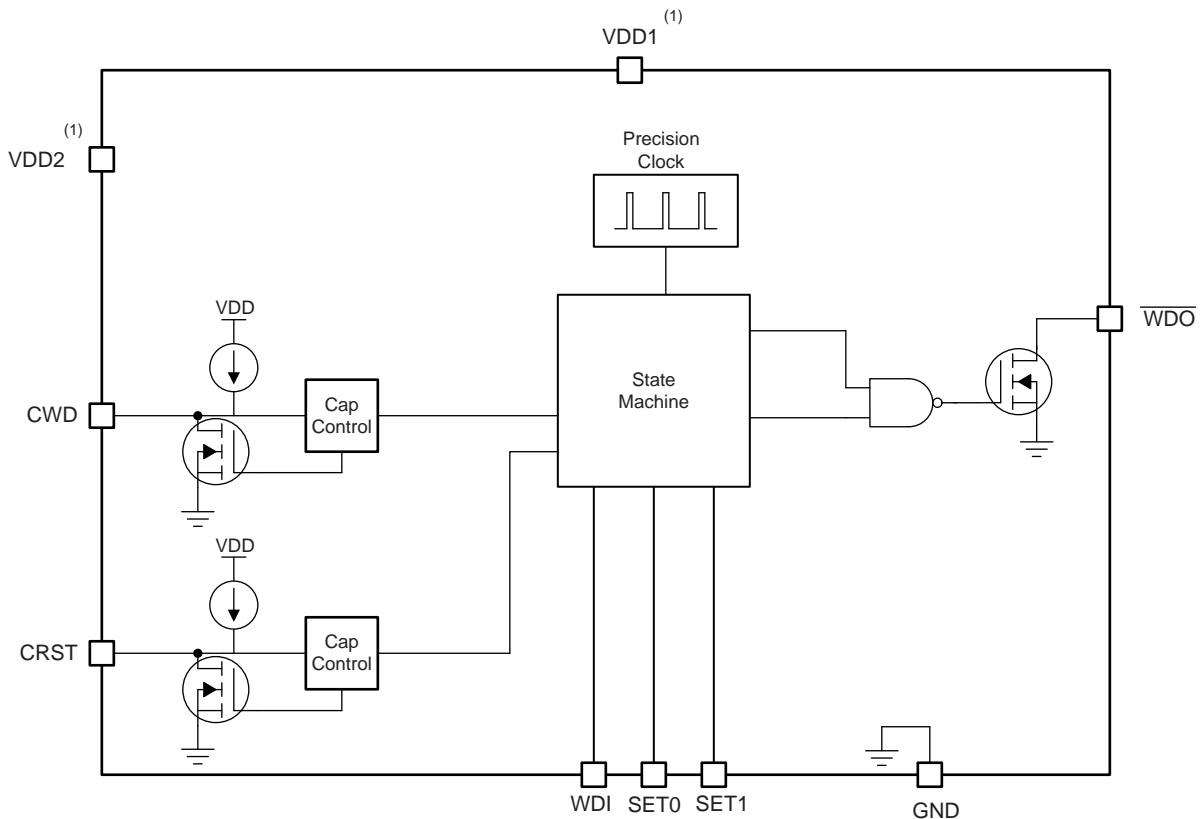 VDD1 (1)
VDD2 (1)
Precision
Clock
VDD
WDO
State
Machine
CWD
Cap
Control
VDD
CRST
Cap
Control
WDI
SET0
SET1
GND